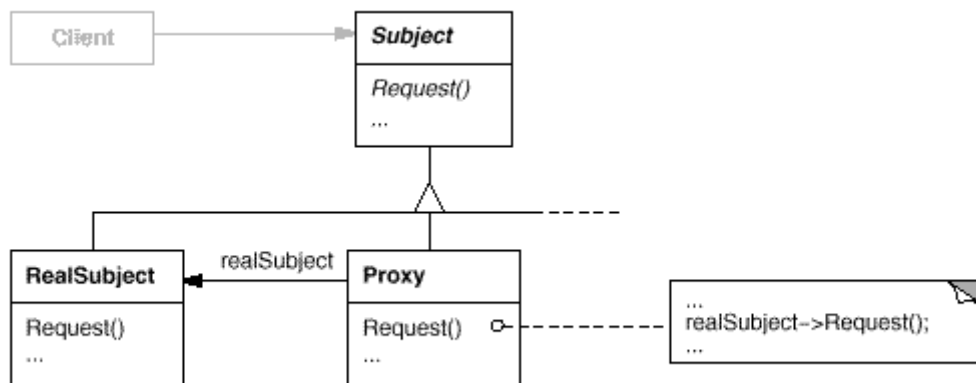 Client
Subject
Request()
...
realSubject
RealSubject
Request()
...
Proxy
Request()
...
...
realSubject->Request();
...